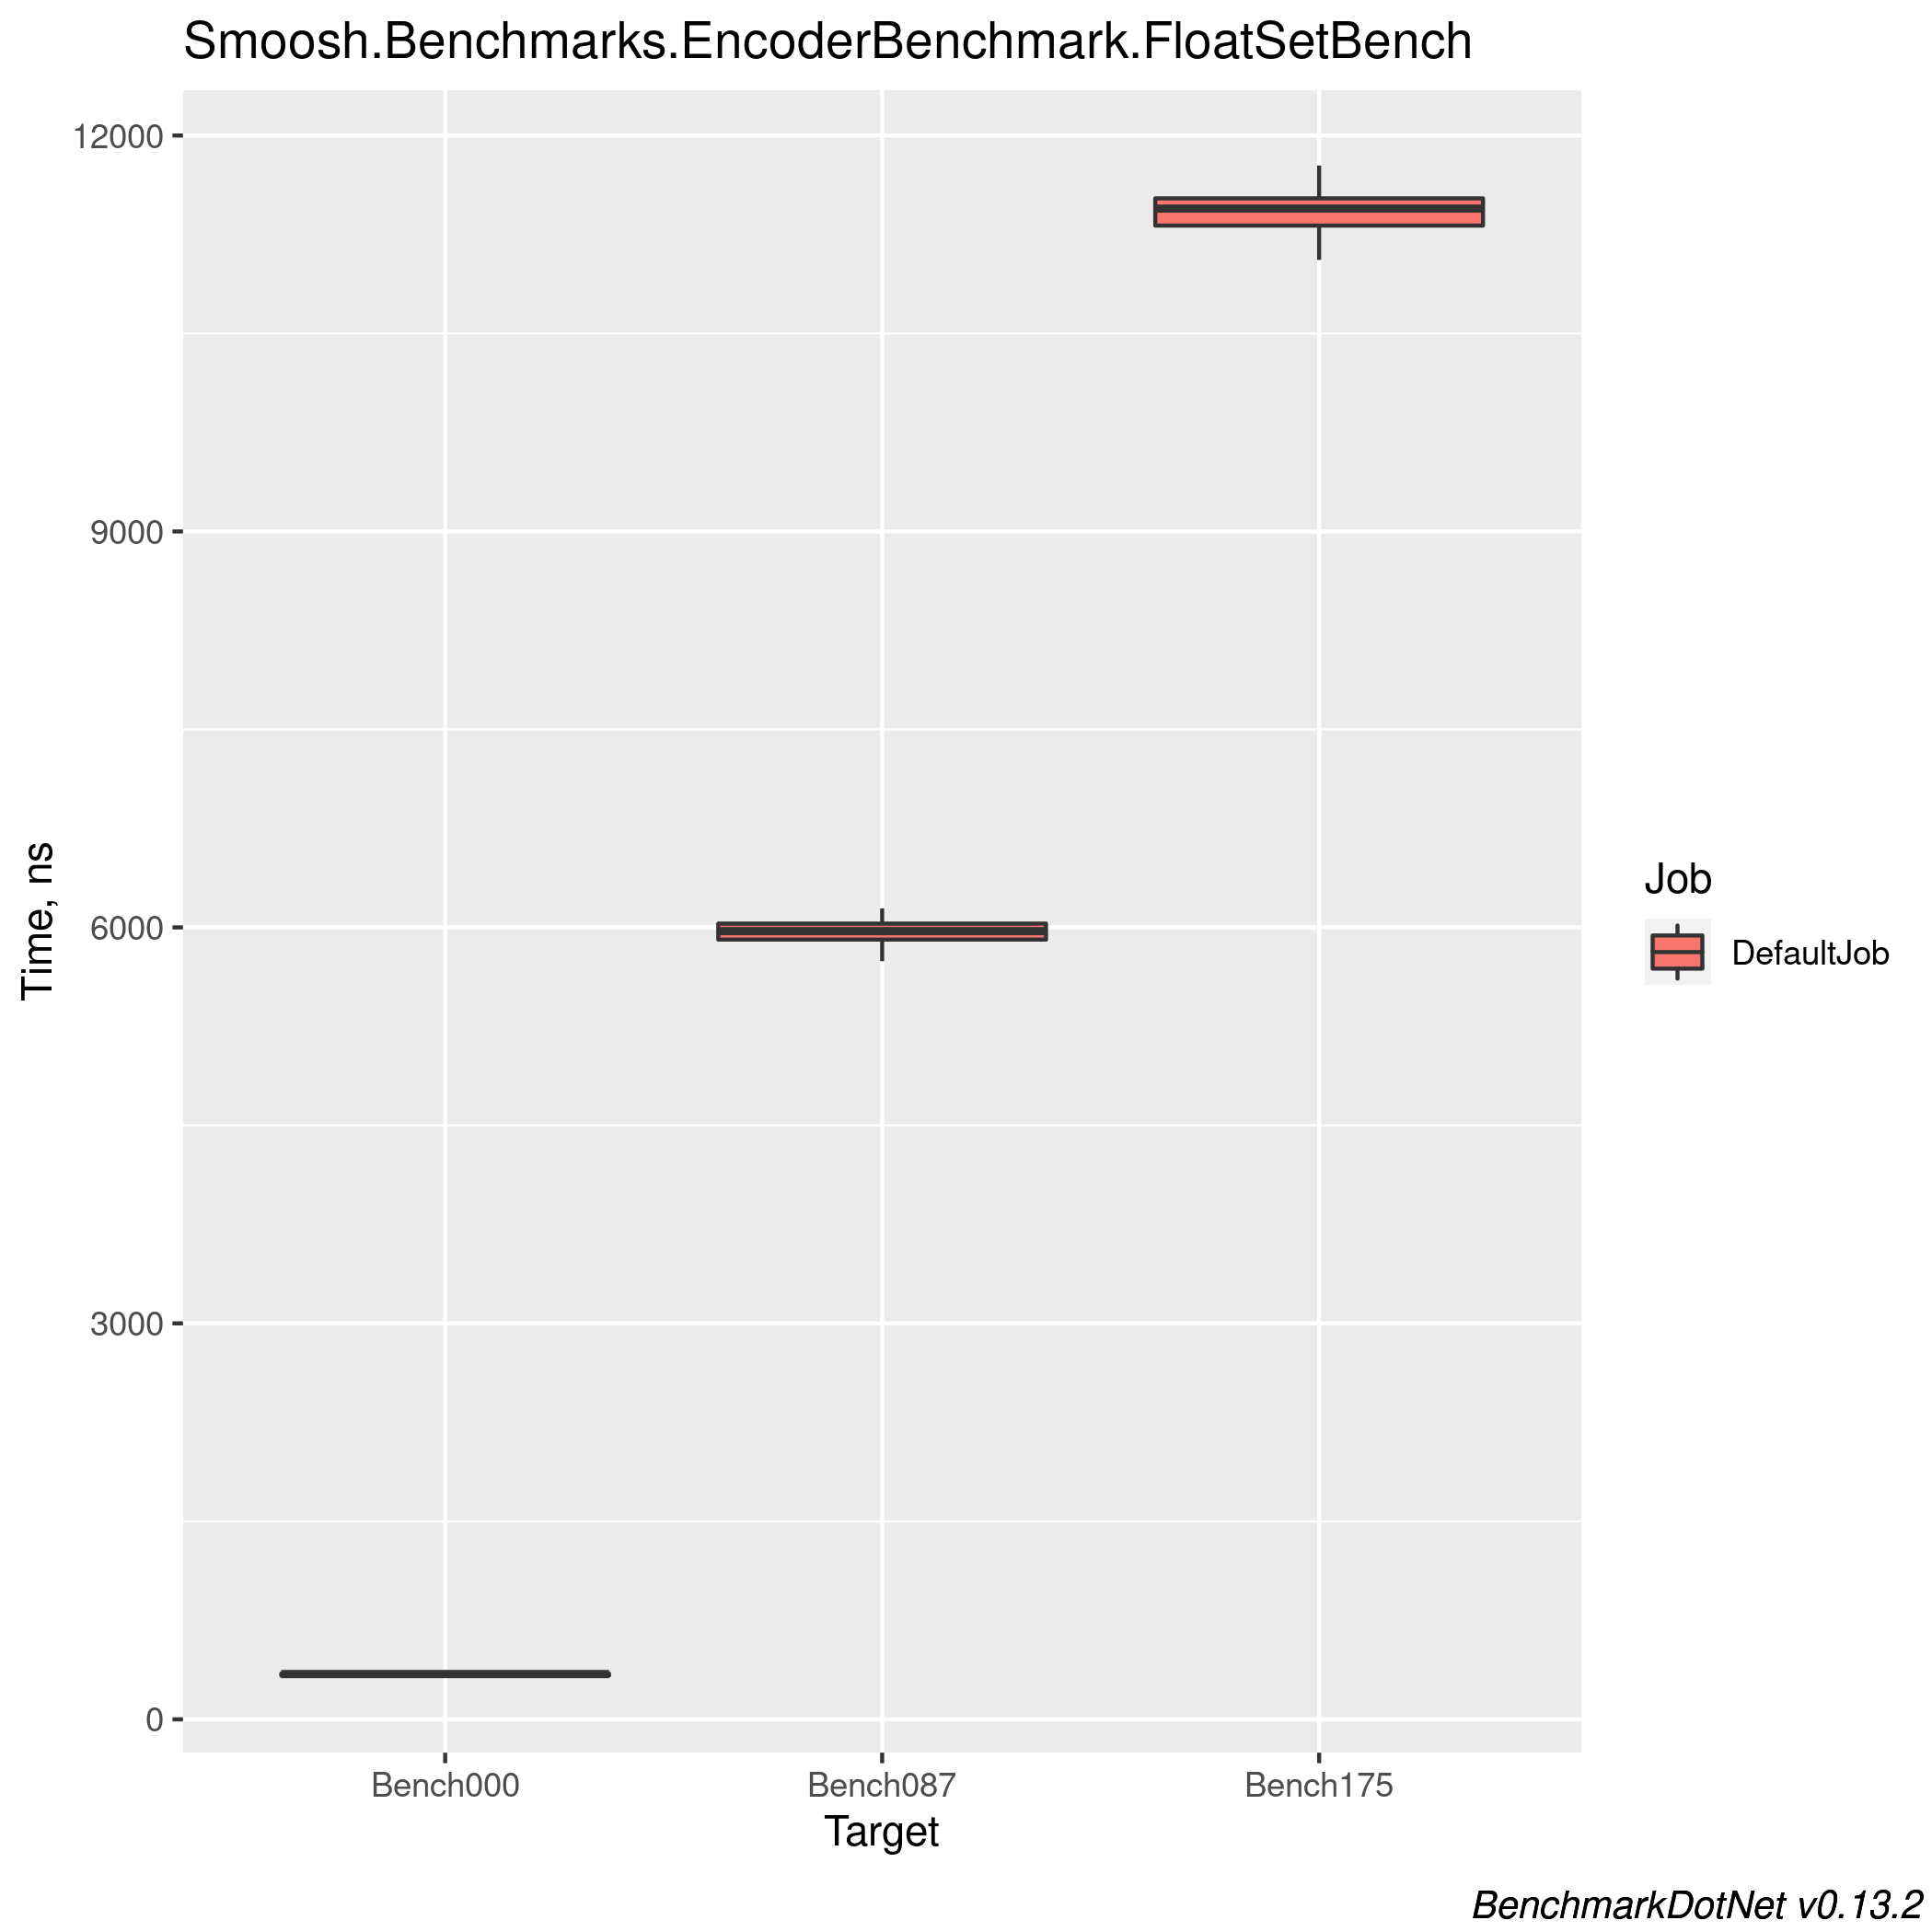 Smoosh.Benchmarks.EncoderBenchmark.FloatSetBench
12000
9000
6000
3000
0
Time, ns
Bench000
Bench087
Bench175
Target
Job
DefaultJob
BenchmarkDotNet v0.13.2